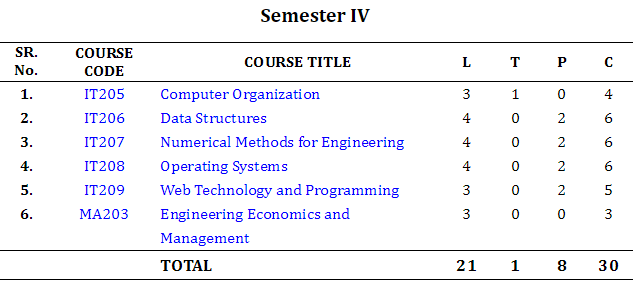 Semester IV
SR. No. COURSE CODE COURSE TITLE L T P C
1. IT205 Computer Organization 3 1 0 4
2. IT206 Data Structures 4 0 2 6
3. IT207 Numerical Methods for Engineering 4 0 2 6
4. IT208 Operating Systems 4 0 2 6
5. IT209 Web Technology and Programming 3 0 2 5
6. MA203 Engineering Economics and 3 0 0 3
Management
TOTAL 21 1 8 30